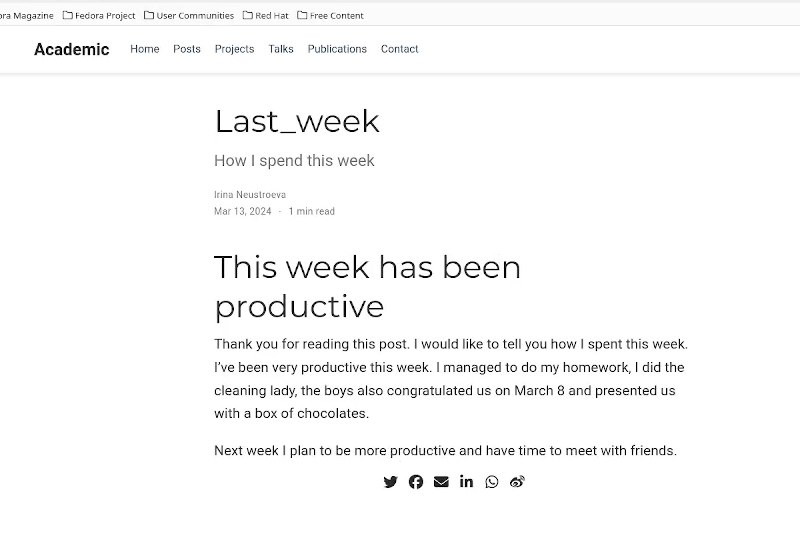 ora Magazine Fedora Project User Communities Red Hat Free Content
Academic Home Posts Projects Talks Publications Contact
Last_week
How I spend this week
Irina Neustroeva
Mar 13, 2024 · 1 min read
This week has been
productive
Thank you for reading this post. I would like to tell you how I spent this week.
I've been very productive this week. I managed to do my homework, I did the
cleaning lady, the boys also congratulated us on March 8 and presented us
with a box of chocolates.
Next week I plan to be more productive and have time to meet with friends.